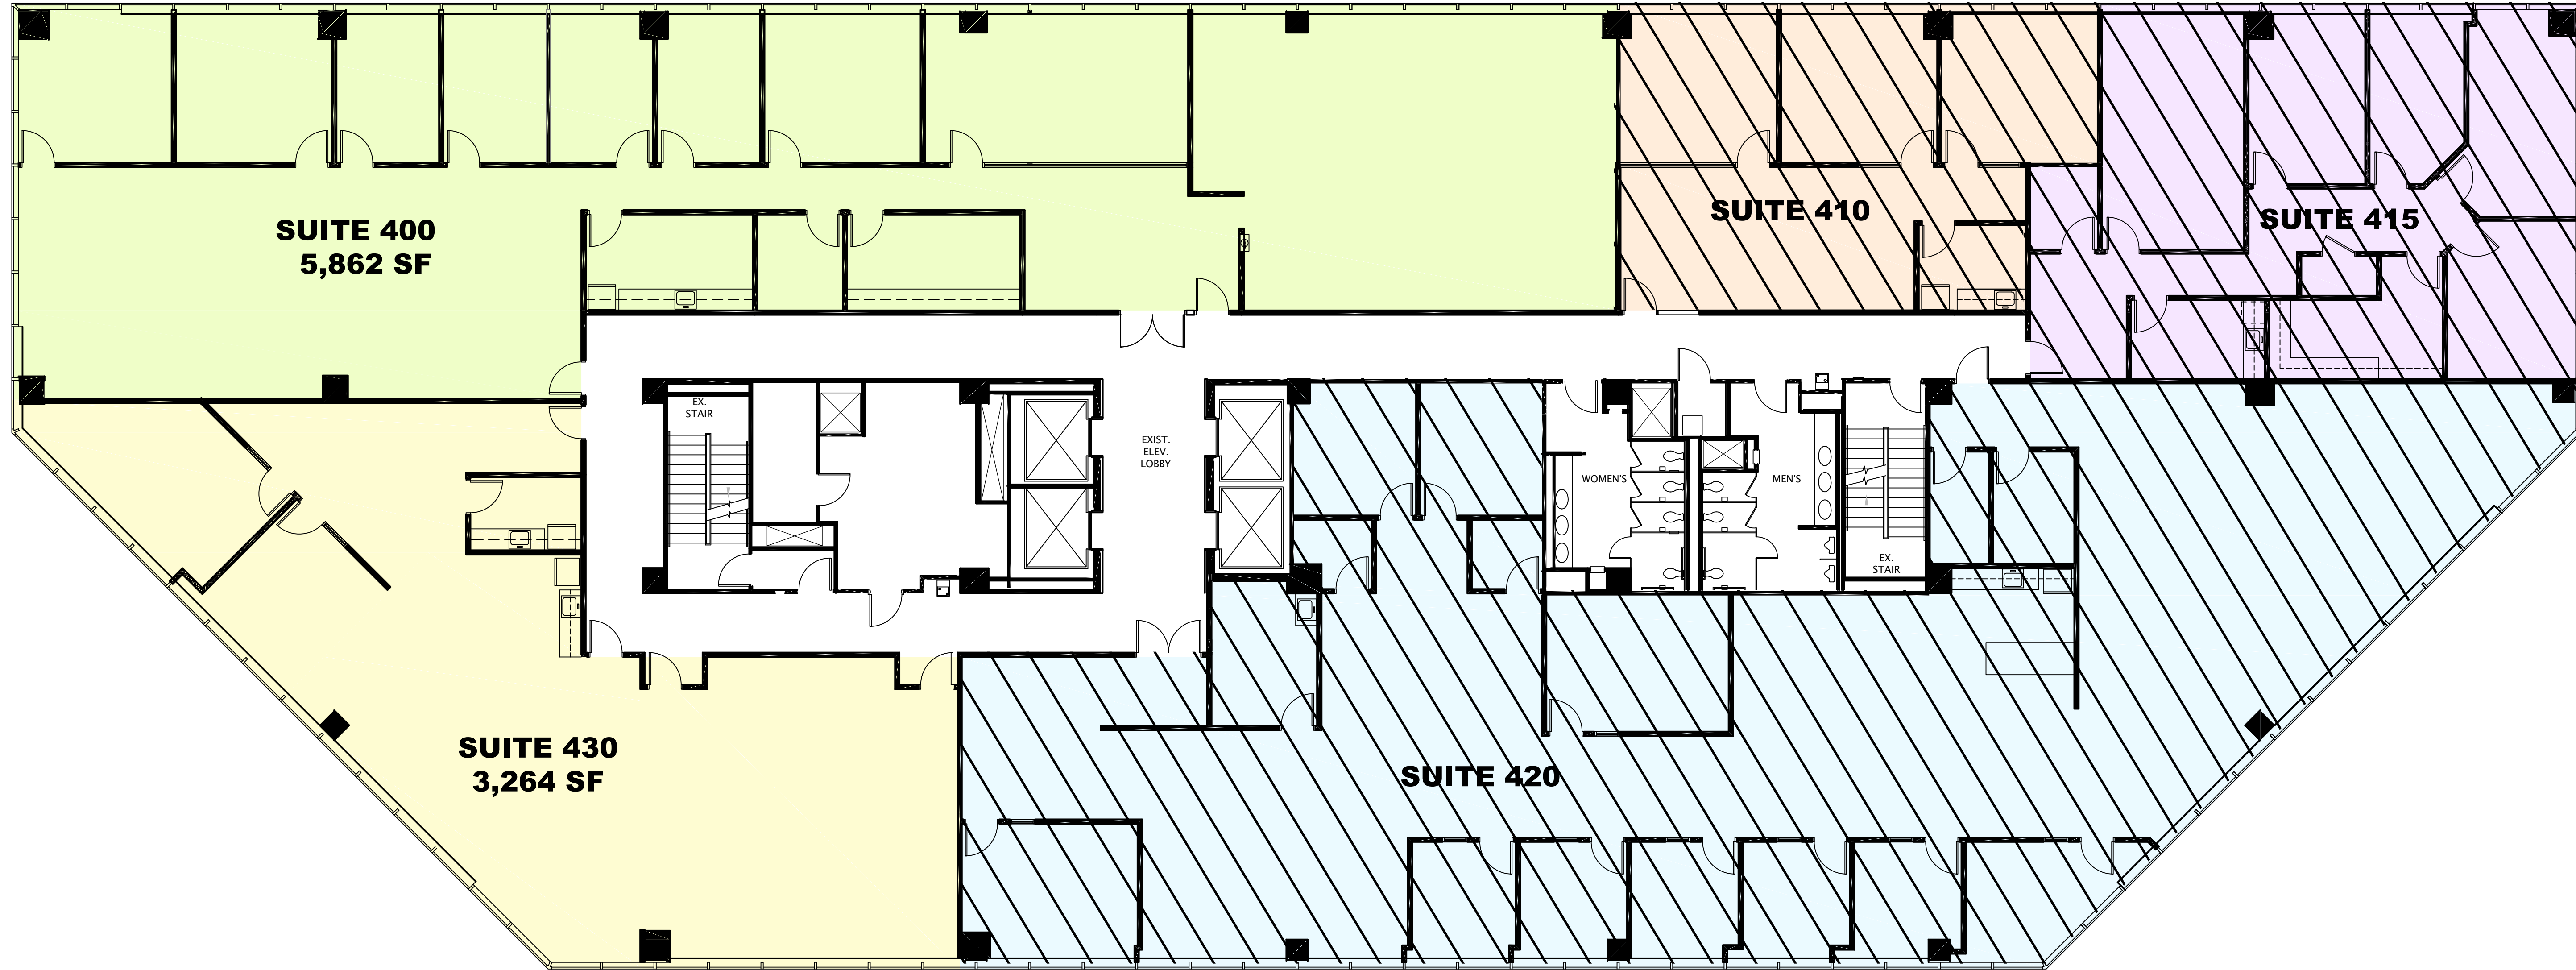 SUITE 400
5,862 SF
SUITE 410
SUITE 415
EX.
STAIR
EXIST.
ELEV.
LOBBY
WOMEN'S
MEN'S
EX.
STAIR
SUITE 430
3,264 SF
SUITE 420